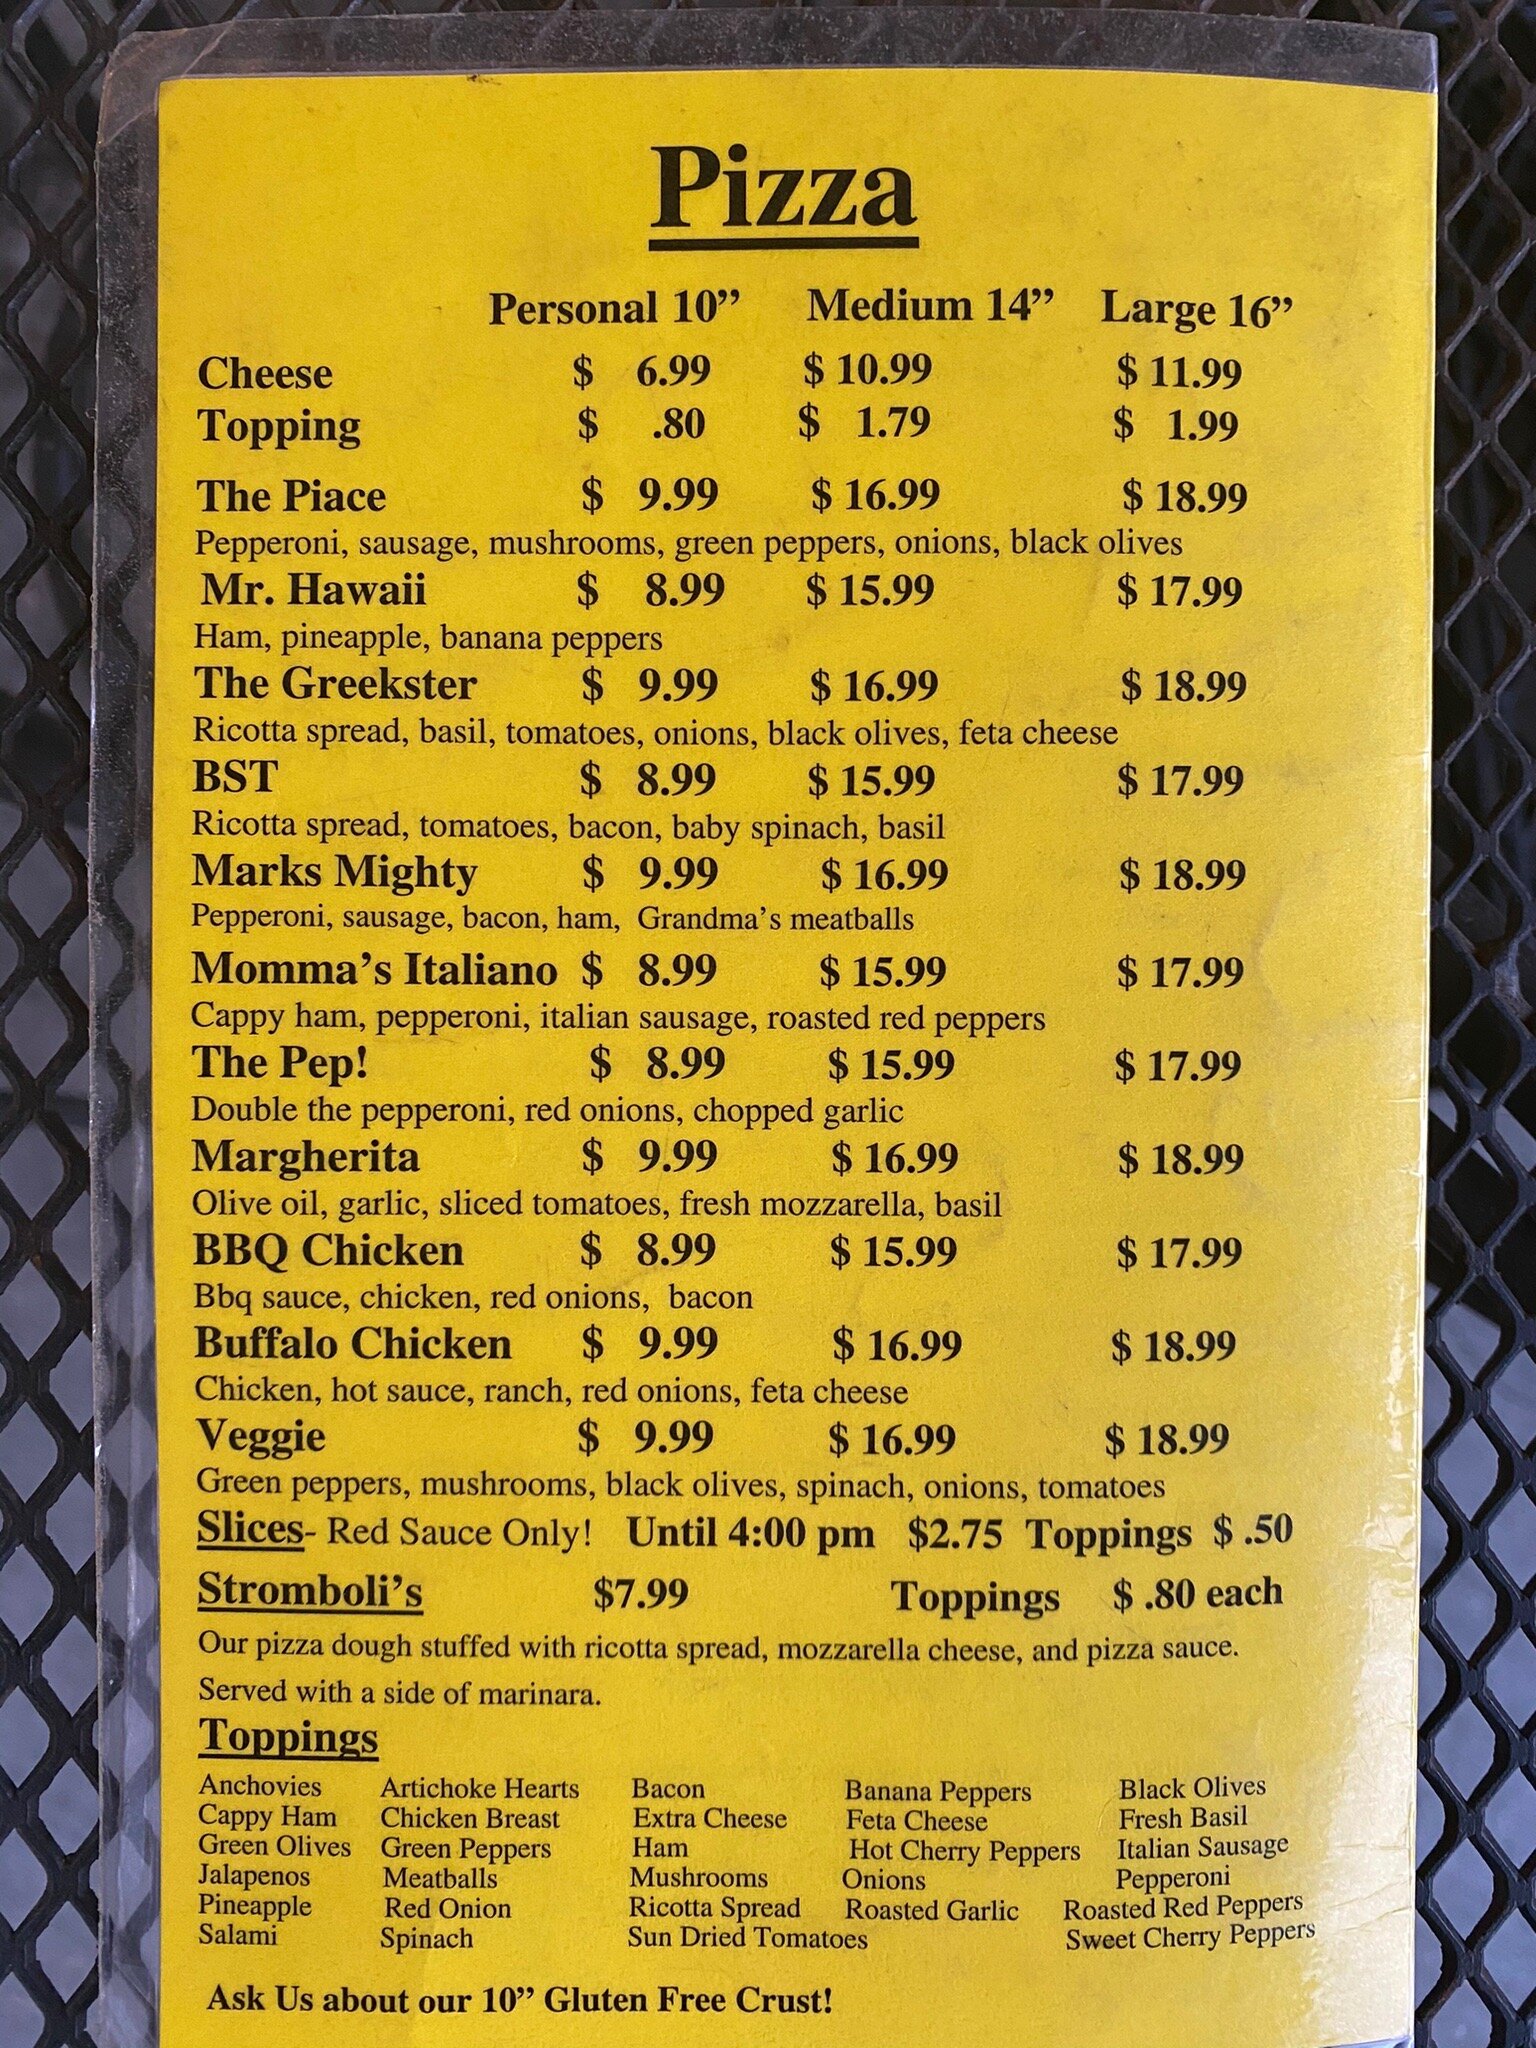 Pizza
Personal 10” Medium 14” Large 16”
Cheese $ 6.99 $ 10.99 $ 11.99
Topping $ .80 $ 1.79 $ 1.99
The Piace $ 9.99 $ 16.99 $ 18.99
Pepperoni, sausage, mushrooms, green peppers, onions, black olives
Mr. Hawaii $ 8.99 $ 15.99 $ 17.99
Ham, pineapple, banana peppers
The Greekster $ 9.99 $ 16.99 $ 18.99
Ricotta spread, basil, tomatoes, onions, black olives, feta cheese
BST $ 8.99 $ 15.99 $ 17.99
Ricotta spread, tomatoes, bacon, baby spinach, basil
Marks Mighty $ 9.99 $ 16.99 $ 18.99
Pepperoni, sausage, bacon, ham, Grandma’s meatballs
Momma’s Italiano $ 8.99 $ 15.99 $ 17.99
Cappy ham, pepperoni, italian sausage, roasted red peppers
The Pep! $ 8.99 $ 15.99 $ 17.99
Double the pepperoni, red onions, chopped garlic
Margherita $ 9.99 $ 16.99 $ 18.99
Olive oil, garlic, sliced tomatoes, fresh mozzarella, basil
BBQ Chicken $ 8.99 $ 15.99 $ 17.99
Bbq sauce, chicken, red onions, bacon
Buffalo Chicken $ 9.99 $ 16.99 $ 18.99
Chicken, hot sauce, ranch, red onions, feta cheese
Veggie $ 9.99 $ 16.99 $ 18.99
Green peppers, mushrooms, black olives, spinach, onions, tomatoes
Slices- Red Sauce Only! Until 4:00 pm $2.75 Toppings $ .50
Stromboli’s $7.99 Toppings $ .80 each
Our pizza dough stuffed with ricotta spread, mozzarella cheese, and pizza sauce.
Served with a side of marinara.
Toppings
Anchovies Artichoke Hearts Bacon Banana Peppers Black Olives
Cappy Ham Chicken Breast Extra Cheese Feta Cheese Fresh Basil
Green Olives Green Peppers Ham Hot Cherry Peppers Italian Sausage
Jalapenos Meatballs Mushrooms Onions Pepperoni
Pineapple Red Onion Ricotta Spread Roasted Garlic Roasted Red Peppers
Salami Spinach Sun Dried Tomatoes Sweet Cherry Peppers
Ask Us about our 10” Gluten Free Crust!